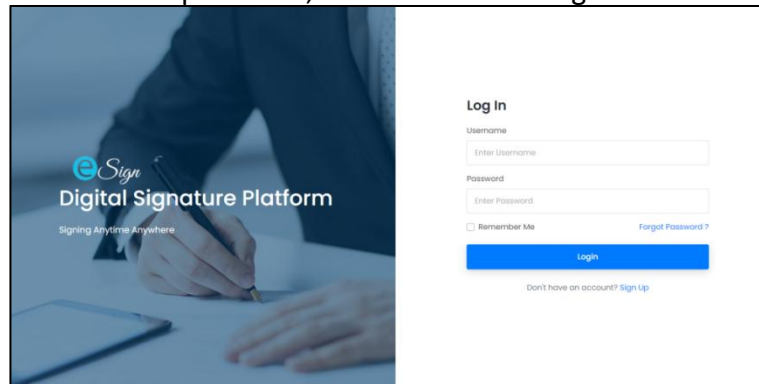 eSign
Digital Signature Platform
Signing Anytime Anywhere
Log In
Username
Enter Username
Password
Enter Password
Remember Me
Forgot Password ?
Login
Don't have an account? Sign Up